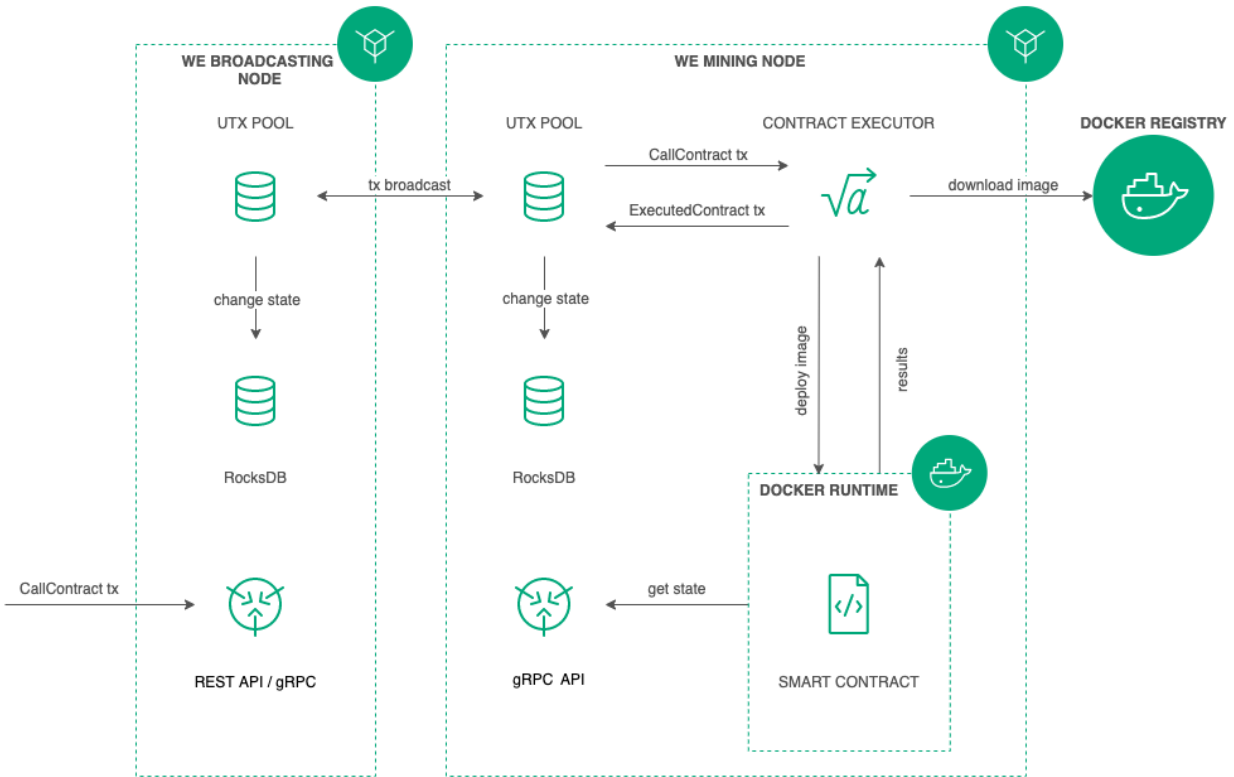 WE BROADCASTING
NODE
WE MINING NODE
UTX POOL
UTX POOL
CONTRACT EXECUTOR
DOCKER REGISTRY
CallContract tx
tx broadcast
download image
ExecutedContract tx
√a
change state
change state
deploy image
results
RocksDB
RocksDB
DOCKER RUNTIME
CallContract tx
get state
</>
REST API / gRPC
gRPC API
SMART CONTRACT